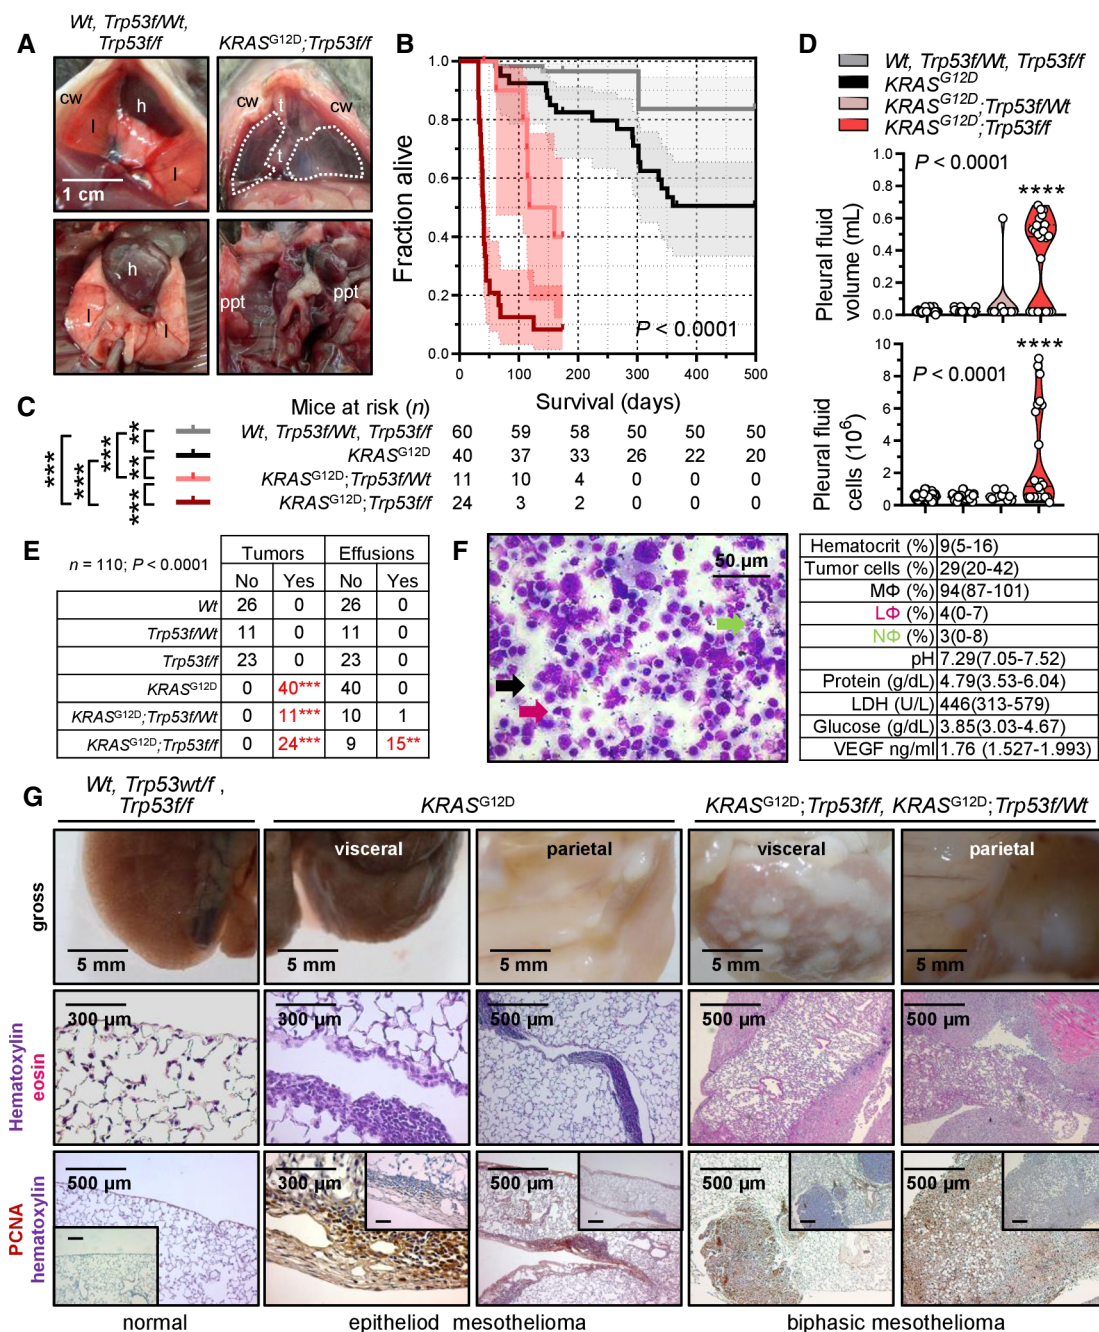 A
Wt, Trp53f/Wt,
Trp53f/f
KRASG12D;Trp53f/f
cw
h
l
l
1 cm
cw
t
cw
t
h
l
l
ppt
ppt
B
Fraction alive
1.0
0.8
0.6
0.4
0.2
0.0
P < 0.0001
0 100 200 300 400 500
Survival (days)
C
Mice at risk (n)
Wt, Trp53f/Wt, Trp53f/f 60 59 58 50 50 50
KRASG12D 40 37 33 26 22 20
KRASG12D;Trp53f/Wt 11 10 4 0 0 0
KRASG12D;Trp53f/f 24 3 2 0 0 0
***
***
***
***
**
**
D
Wt, Trp53f/Wt, Trp53f/f
KRASG12D
KRASG12D;Trp53f/Wt
KRASG12D;Trp53f/f
Pleural fluid
volume (mL)
1.0
0.8
0.6
0.4
0.2
0.0
P < 0.0001
****
Pleural fluid
cells (10⁶)
10
8
6
4
2
0
P < 0.0001
****
E
n = 110; P < 0.0001
Tumors Effusions
No Yes No Yes
Wt 26 0 26 0
Trp53f/Wt 11 0 11 0
Trp53f/f 23 0 23 0
KRASG12D 0 40*** 40 0
KRASG12D;Trp53f/Wt 0 11*** 10 1
KRASG12D;Trp53f/f 0 24*** 9 15**
F
50 µm
Hematocrit (%) 9(5-16)
Tumor cells (%) 29(20-42)
MΦ (%) 94(87-101)
LΦ (%) 4(0-7)
NΦ (%) 3(0-8)
pH 7.29(7.05-7.52)
Protein (g/dL) 4.79(3.53-6.04)
LDH (U/L) 446(313-579)
Glucose (g/dL) 3.85(3.03-4.67)
VEGF ng/ml 1.76 (1.527-1.993)
G
Wt, Trp53wt/f ,
Trp53f/f
KRASG12D
KRASG12D;Trp53f/f, KRASG12D;Trp53f/Wt
gross
visceral parietal visceral parietal
5 mm 5 mm 5 mm 5 mm 5 mm
Hematoxylin
eosin
300 µm 300 µm 500 µm 500 µm 500 µm
PCNA
hematoxylin
500 µm 300 µm 500 µm 500 µm 500 µm
normal epitheliod mesothelioma biphasic mesothelioma